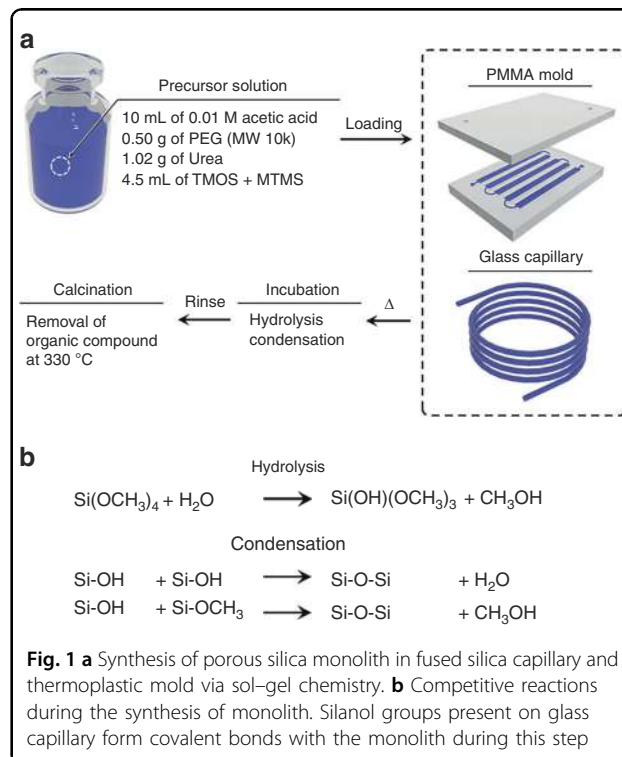 a
Precursor solution
10 mL of 0.01 M acetic acid
0.50 g of PEG (MW 10k)
1.02 g of Urea
4.5 mL of TMOS + MTMS
Loading
PMMA mold
Glass capillary
Δ
Incubation
Hydrolysis
condensation
Rinse
Calcination
Removal of
organic compound
at 330 °C
b
Hydrolysis
Si(OCH₃)₄ + H₂O ⟶ Si(OH)(OCH₃)₃ + CH₃OH
Condensation
Si-OH + Si-OH ⟶ Si-O-Si + H₂O
Si-OH + Si-OCH₃ ⟶ Si-O-Si + CH₃OH
Fig. 1 a Synthesis of porous silica monolith in fused silica capillary and
thermoplastic mold via sol–gel chemistry. b Competitive reactions
during the synthesis of monolith. Silanol groups present on glass
capillary form covalent bonds with the monolith during this step